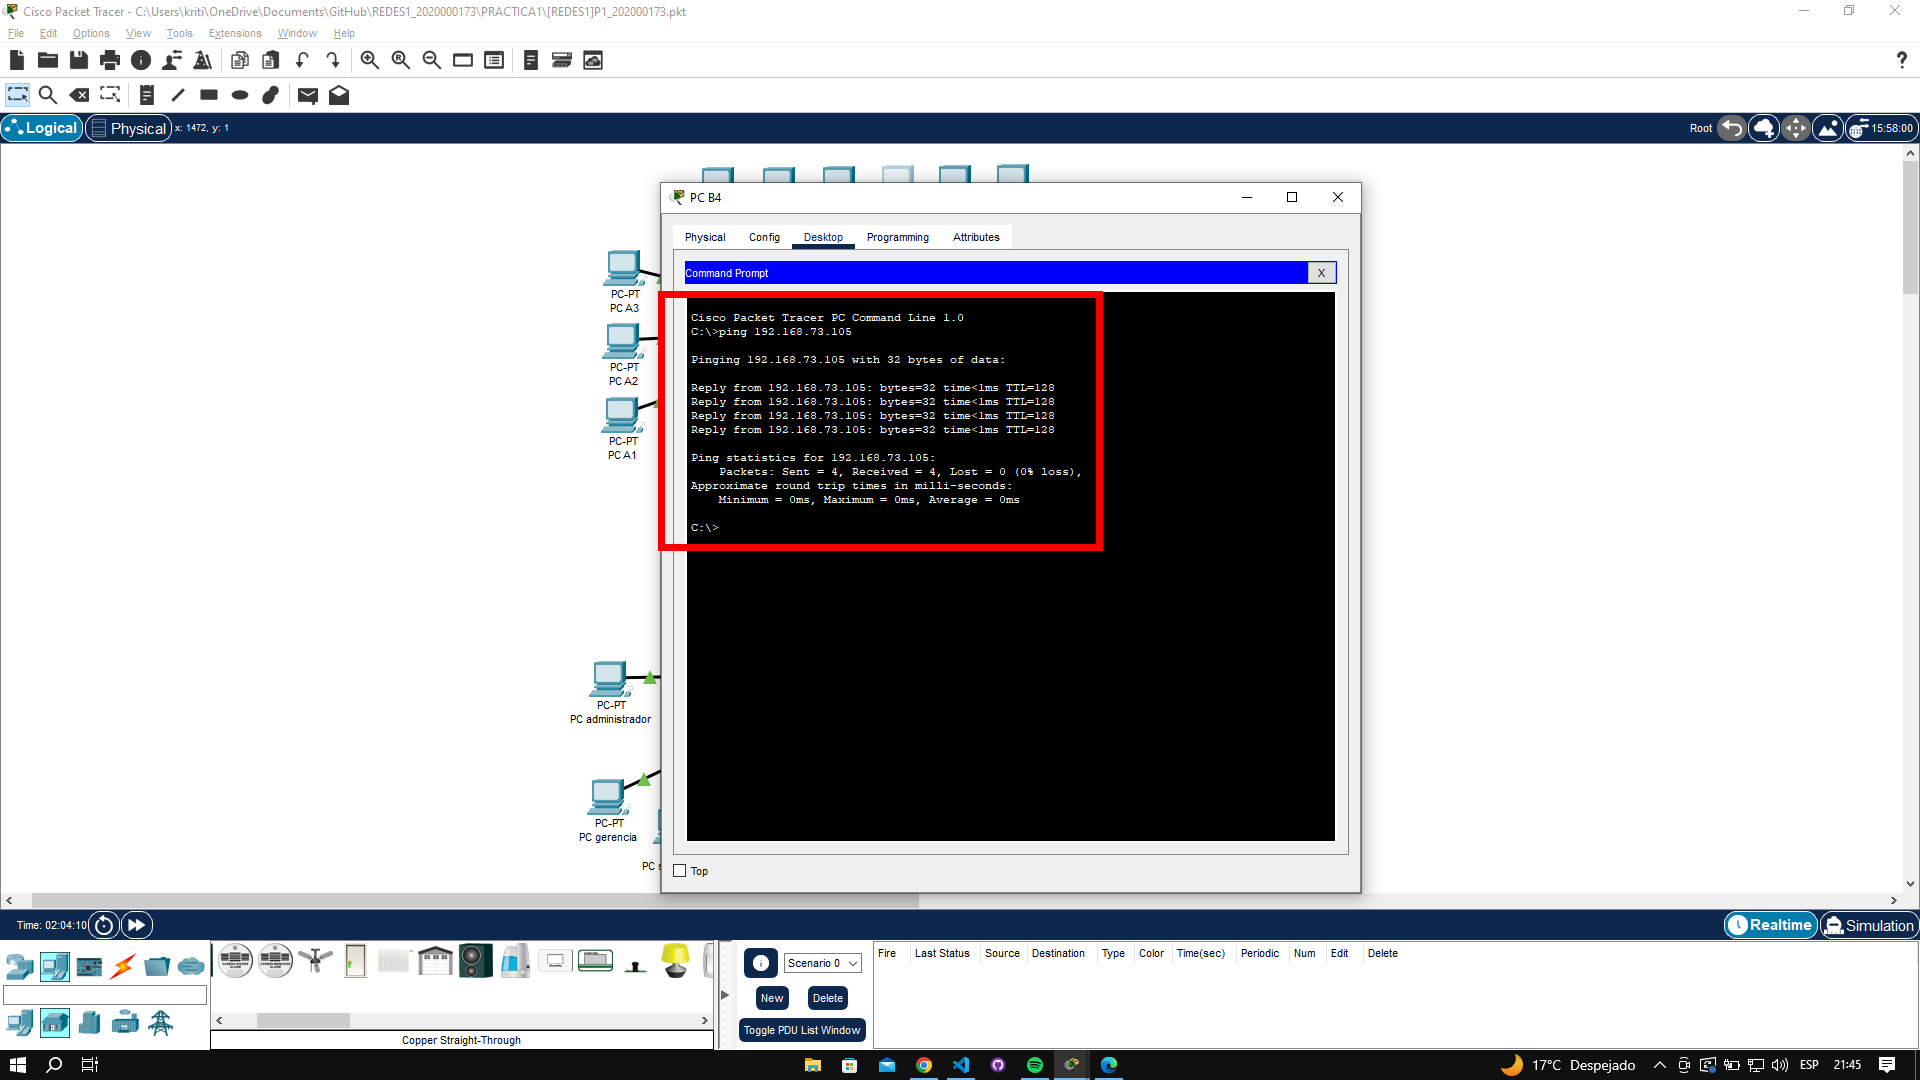 Cisco Packet Tracer - C:\Users\kriti\OneDrive\Documents\GitHub\REDES1_2020000173\PRACTICA1\[REDES1]P1_202000173.pkt
File Edit Options View Tools Extensions Window Help
Logical Physical x: 1472, y: 1 Root 15:58:00
PC B4
Physical Config Desktop Programming Attributes
Command Prompt X
Cisco Packet Tracer PC Command Line 1.0
C:\>ping 192.168.73.105
Pinging 192.168.73.105 with 32 bytes of data:
Reply from 192.168.73.105: bytes=32 time<1ms TTL=128
Reply from 192.168.73.105: bytes=32 time<1ms TTL=128
Reply from 192.168.73.105: bytes=32 time<1ms TTL=128
Reply from 192.168.73.105: bytes=32 time<1ms TTL=128
Ping statistics for 192.168.73.105:
Packets: Sent = 4, Received = 4, Lost = 0 (0% loss),
Approximate round trip times in milli-seconds:
Minimum = 0ms, Maximum = 0ms, Average = 0ms
C:\>
PC-PT
PC A3
PC-PT
PC A2
PC-PT
PC A1
PC-PT
PC administrador
PC-PT
PC gerencia
PC s
Top
Time: 02:04:10 Realtime Simulation
Scenario 0
New Delete
Toggle PDU List Window
Fire Last Status Source Destination Type Color Time(sec) Periodic Num Edit Delete
Copper Straight-Through
17°C Despejado ESP 21:45